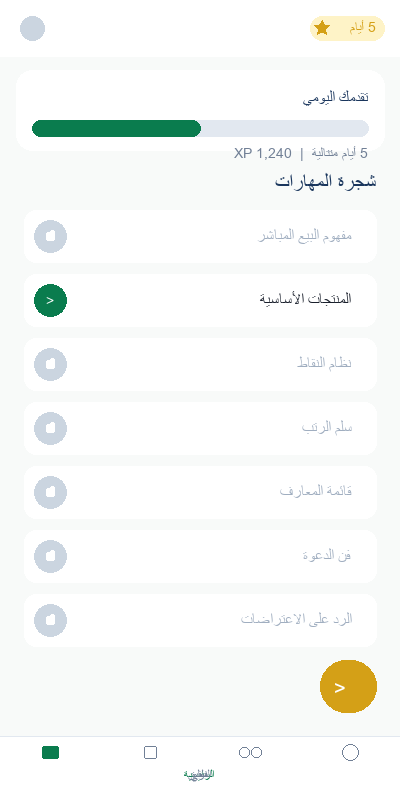 5 أيام
تقدمك اليومي
5 أيام متتالية | 1,240 XP
شجرة المهارات
مفهوم البيع المباشر
المنتجات الأساسية
>
نظام النقاط
سلم الرتب
قائمة المعارف
فن الدعوة
الرد على الاعتراضات
>